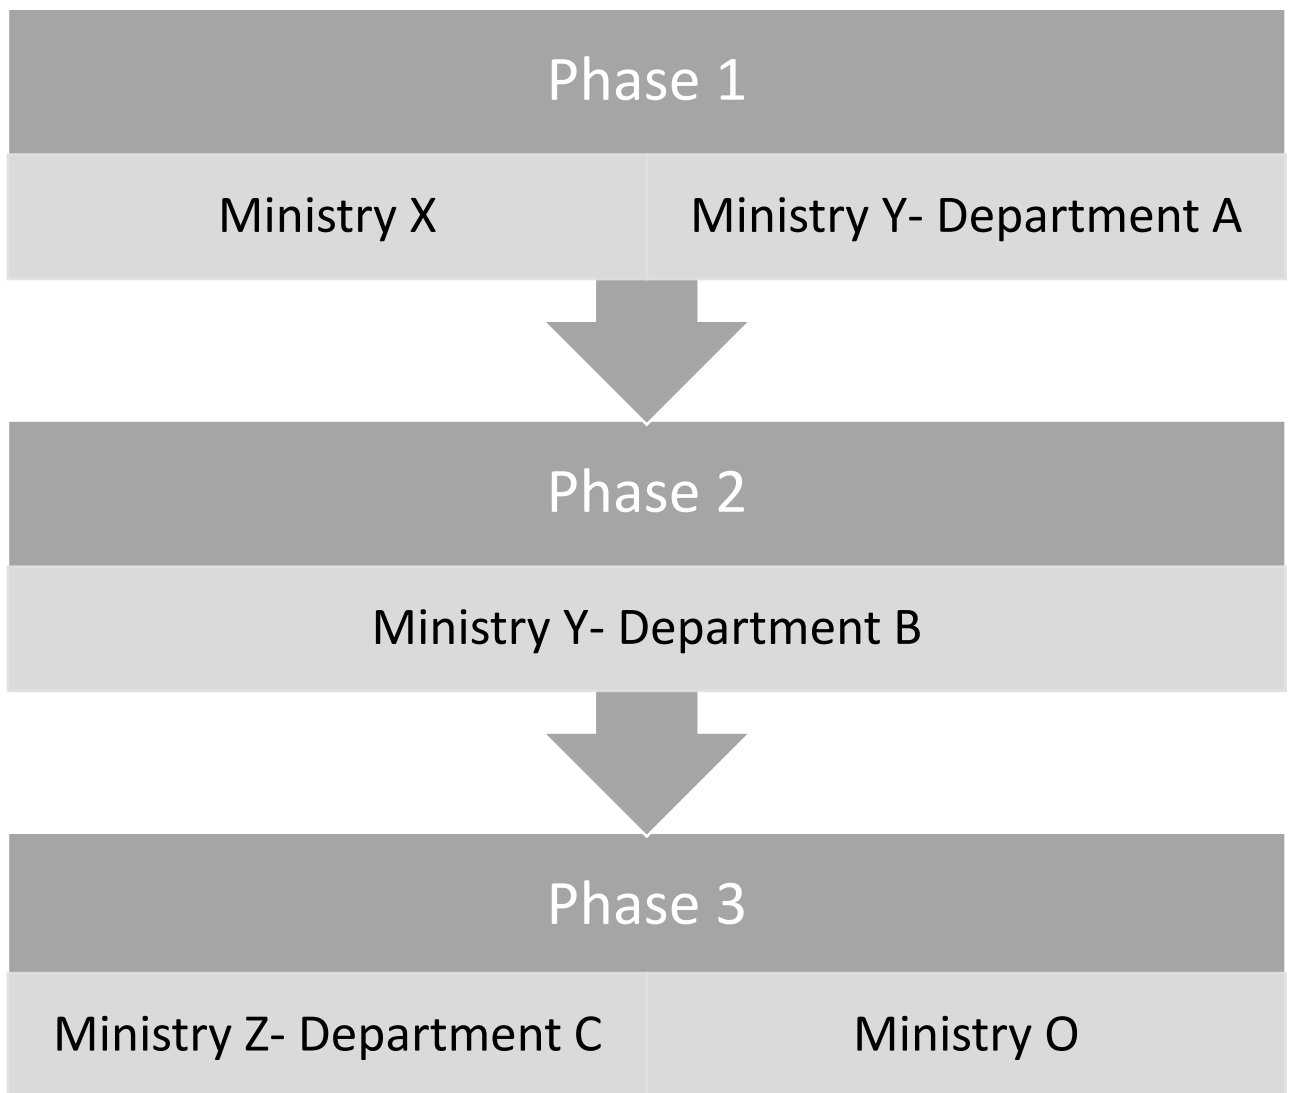 Phase 1
Ministry X
Ministry Y- Department A
Phase 2
Ministry Y- Department B
Phase 3
Ministry Z- Department C
Ministry O